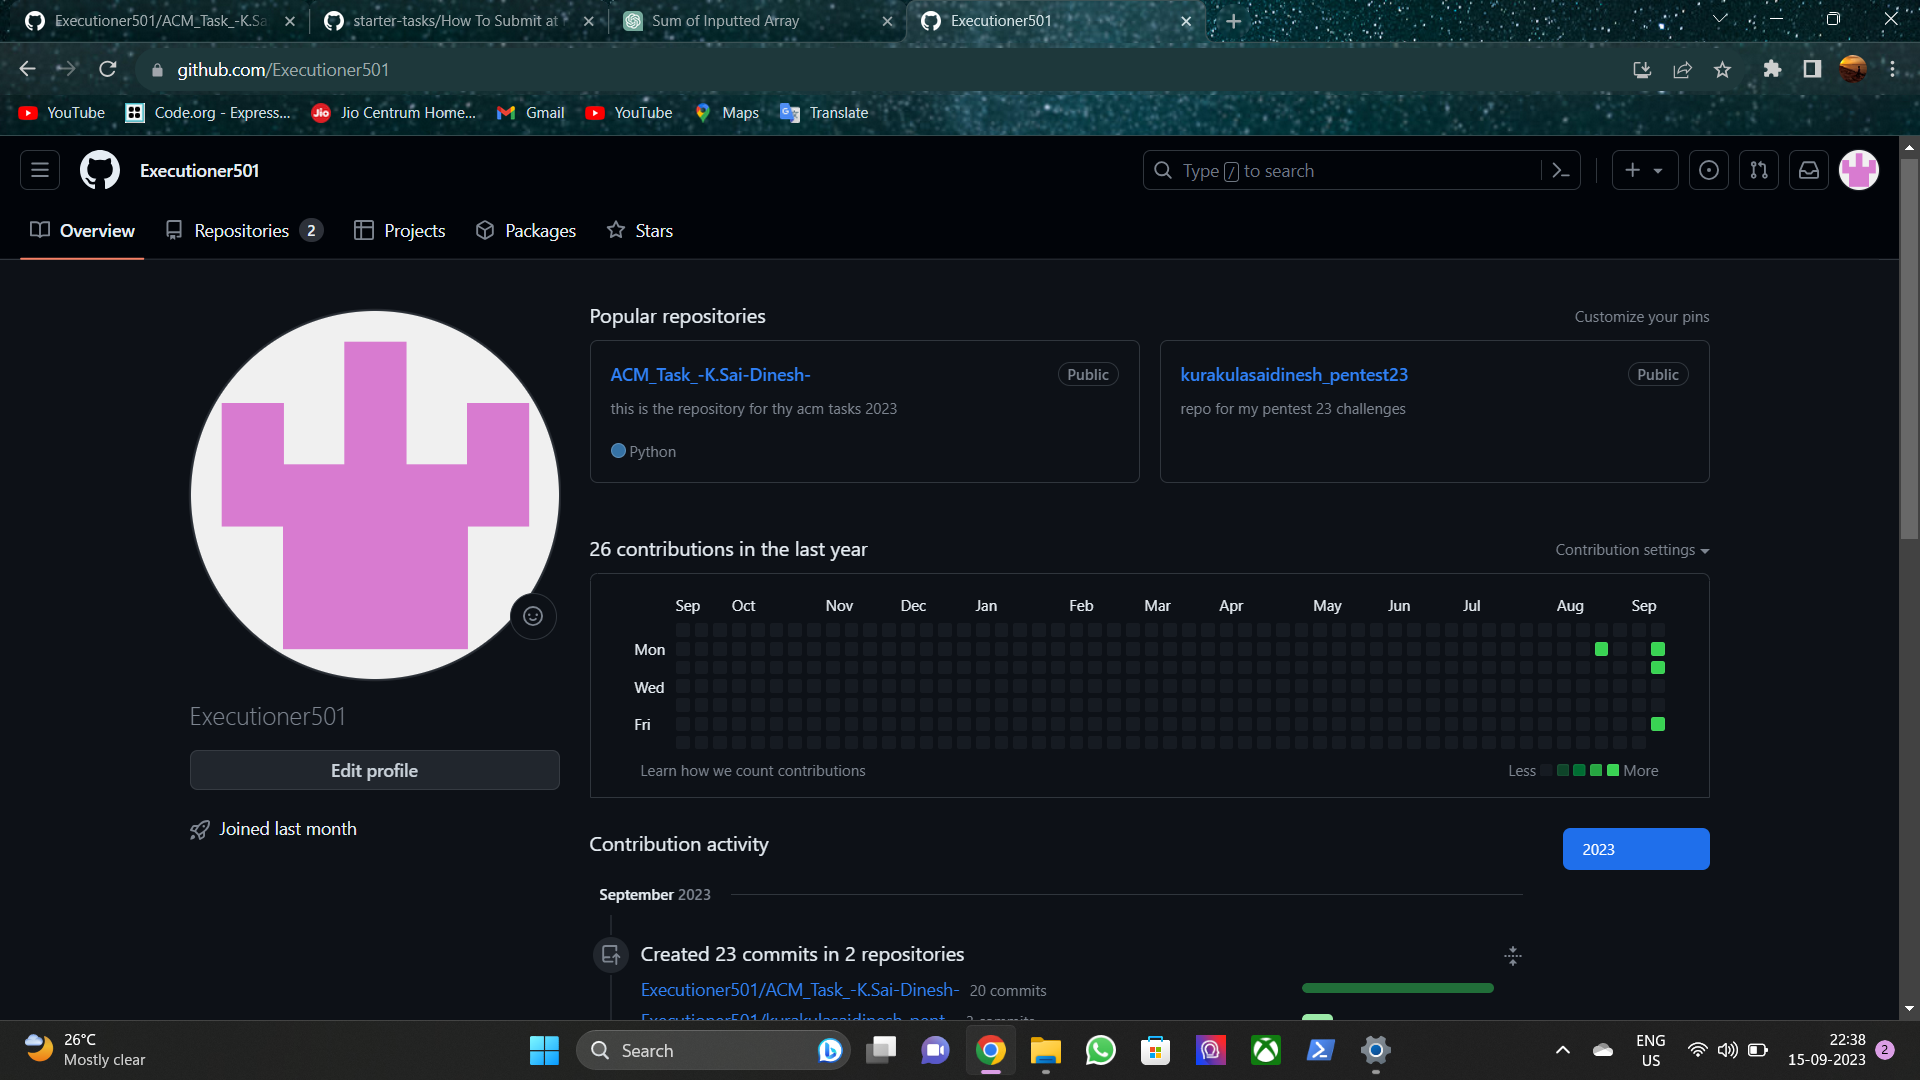 Executioner501/ACM_Task_-K.Sa
starter-tasks/How To Submit at
Sum of Inputted Array
Executioner501
github.com/Executioner501
YouTube
Code.org - Express...
Jio Centrum Home...
Gmail
YouTube
Maps
Translate
Executioner501
Type / to search
Overview
Repositories 2
Projects
Packages
Stars
Popular repositories
Customize your pins
ACM_Task_-K.Sai-Dinesh-
Public
this is the repository for thy acm tasks 2023
Python
kurakulasaidinesh_pentest23
Public
repo for my pentest 23 challenges
26 contributions in the last year
Contribution settings
Sep Oct Nov Dec Jan Feb Mar Apr May Jun Jul Aug Sep
Mon
Wed
Fri
Learn how we count contributions
Less More
Executioner501
Edit profile
Joined last month
Contribution activity
2023
September 2023
Created 23 commits in 2 repositories
Executioner501/ACM_Task_-K.Sai-Dinesh- 20 commits
Executioner501/kurakulasaidinesh_pent... 3 commits
26°C
Mostly clear
Search
ENG
US
22:38
15-09-2023
2